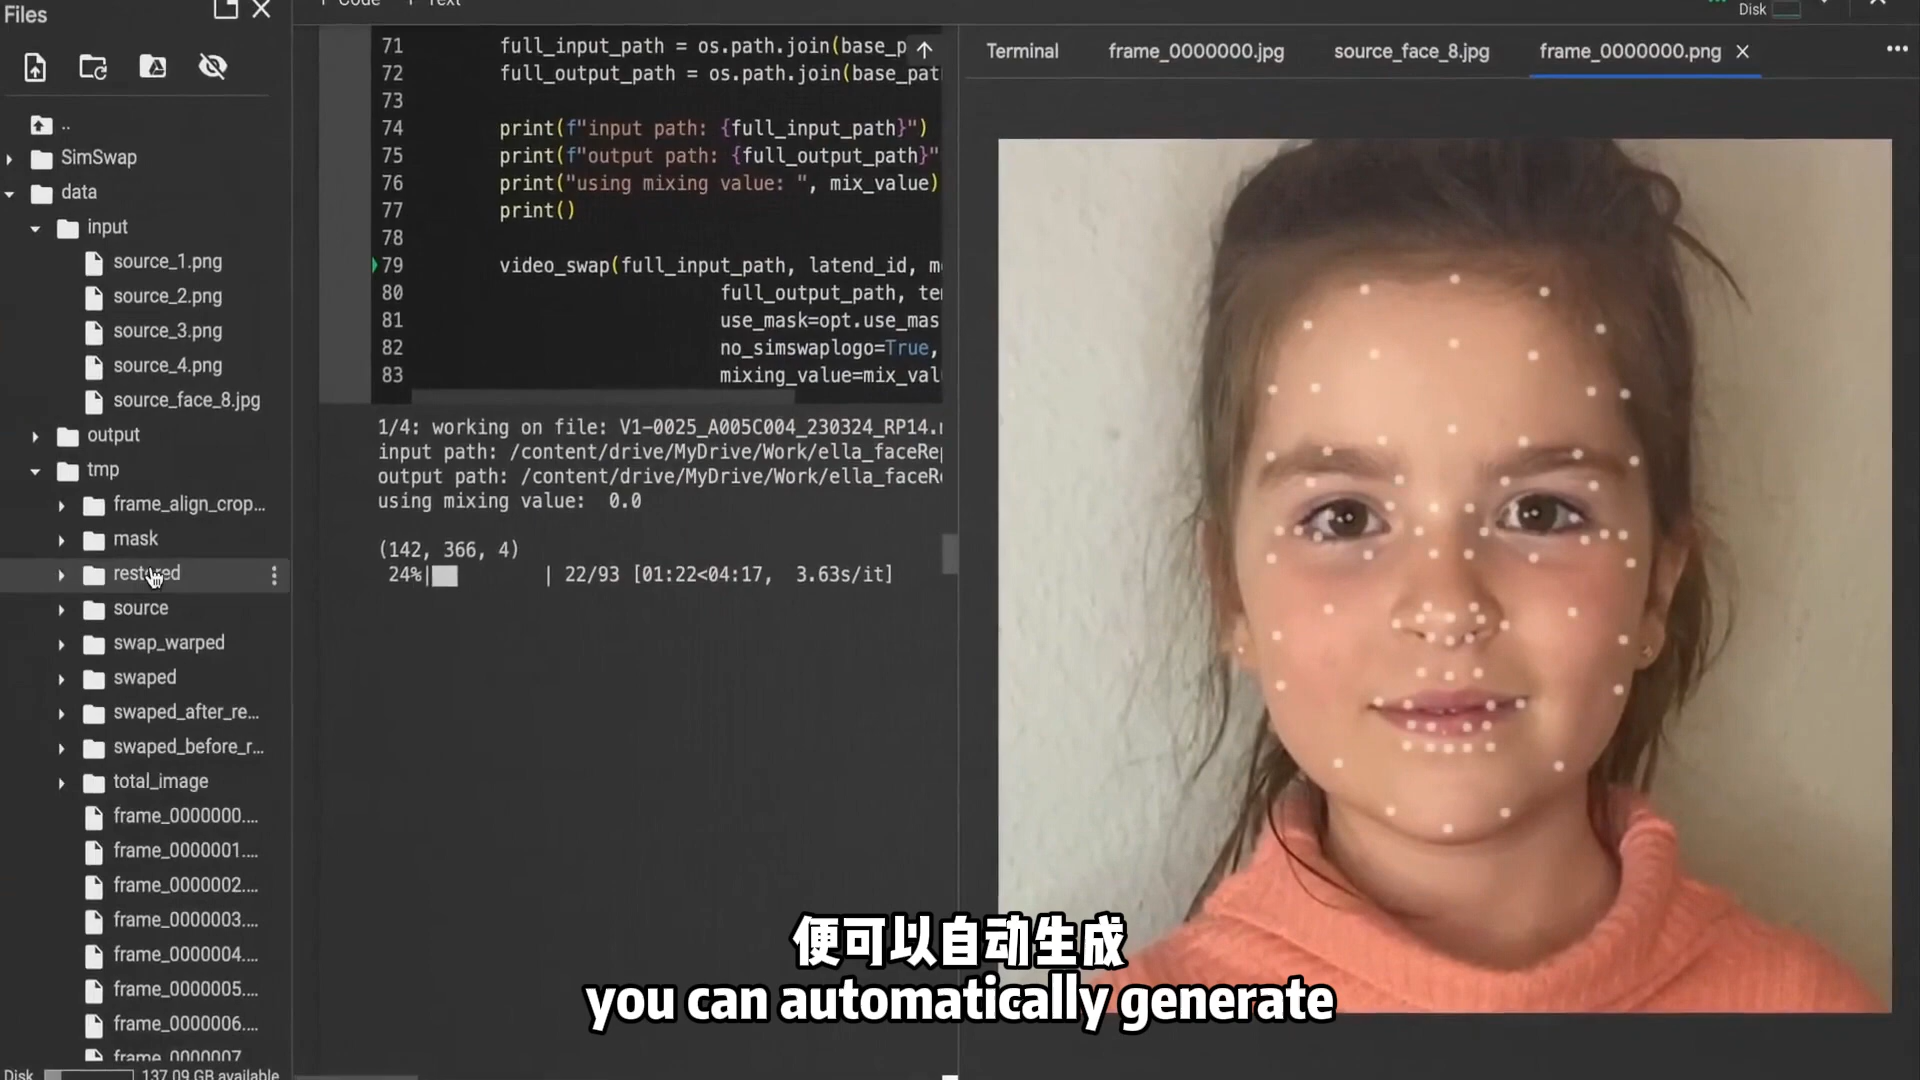 Files
Code
Text
Disk
..
SimSwap
data
input
source_1.png
source_2.png
source_3.png
source_4.png
source_face_8.jpg
output
tmp
frame_align_crop...
mask
restored
source
swap_warped
swaped
swaped_after_re...
swaped_before_r...
total_image
frame_0000000....
frame_0000001....
frame_0000002....
frame_0000003....
frame_0000004....
frame_0000005....
frame_0000006....
frame_0000007
Disk 137.09 GB available
71 full_input_path = os.path.join(base_p
72 full_output_path = os.path.join(base_pat
73
74 print(f"input path: {full_input_path}")
75 print(f"output path: {full_output_path}"
76 print("using mixing value: ", mix_value)
77 print()
78
79 video_swap(full_input_path, latend_id, m
80 full_output_path, te
81 use_mask=opt.use_mas
82 no_simswaplogo=True,
83 mixing_value=mix_val
1/4: working on file: V1-0025_A005C004_230324_RP14.
input path: /content/drive/MyDrive/Work/ella_faceRe
output path: /content/drive/MyDrive/Work/ella_faceR
using mixing value: 0.0
(142, 366, 4)
24%| | 22/93 [01:22<04:17, 3.63s/it]
Terminal frame_0000000.jpg source_face_8.jpg frame_0000000.png
便可以自动生成
you can automatically generate